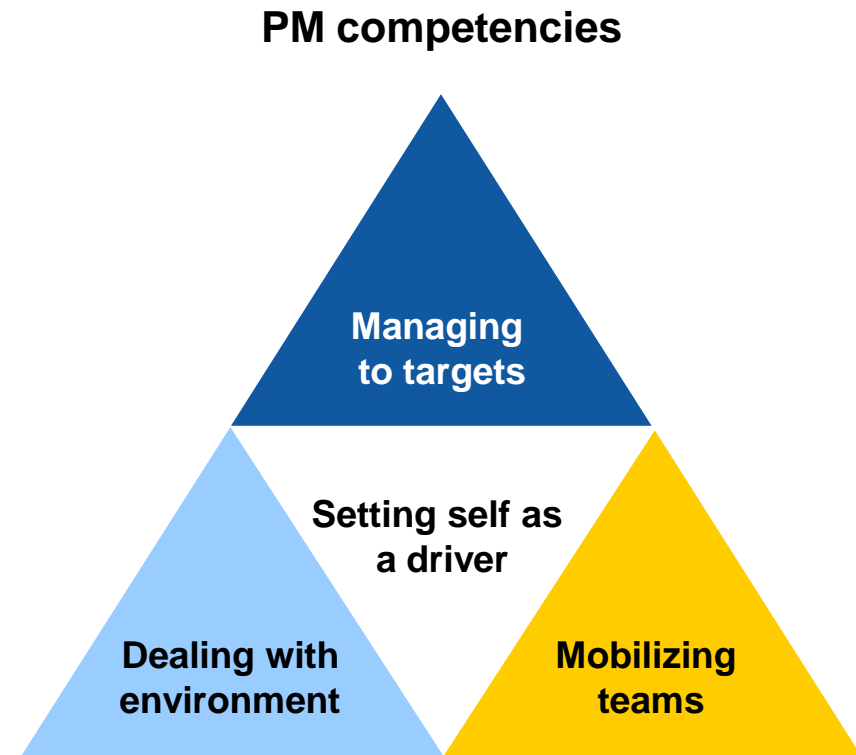 PM competencies
Managing
to targets
Setting self as
a driver
Dealing with
environment
Mobilizing
teams